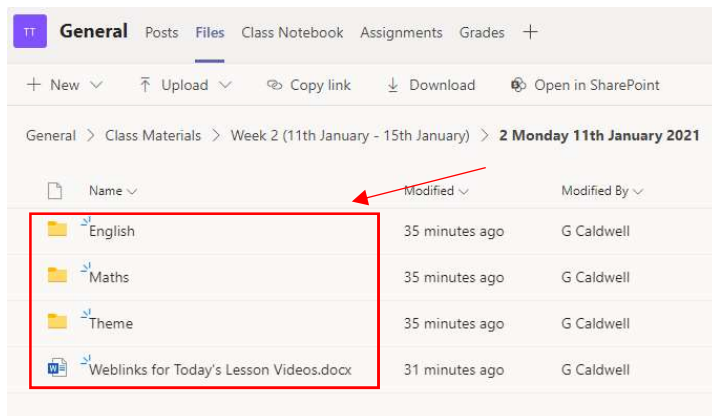 TT General Posts Files Class Notebook Assignments Grades +
+ New Upload Copy link Download Open in SharePoint
General > Class Materials > Week 2 (11th January - 15th January) > 2 Monday 11th January 2021
Name Modified Modified By
English 35 minutes ago G Caldwell
Maths 35 minutes ago G Caldwell
Theme 35 minutes ago G Caldwell
Weblinks for Today's Lesson Videos.docx 31 minutes ago G Caldwell